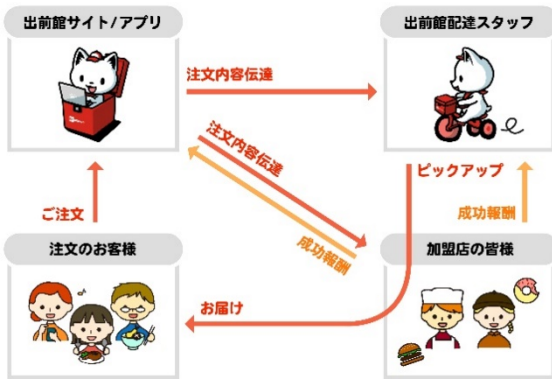 出前館サイト/アプリ
出前館配達スタッフ
注文内容伝達
注文内容伝達
ピックアップ
ご注文
成功報酬
成功報酬
注文のお客様
加盟店の皆様
お届け